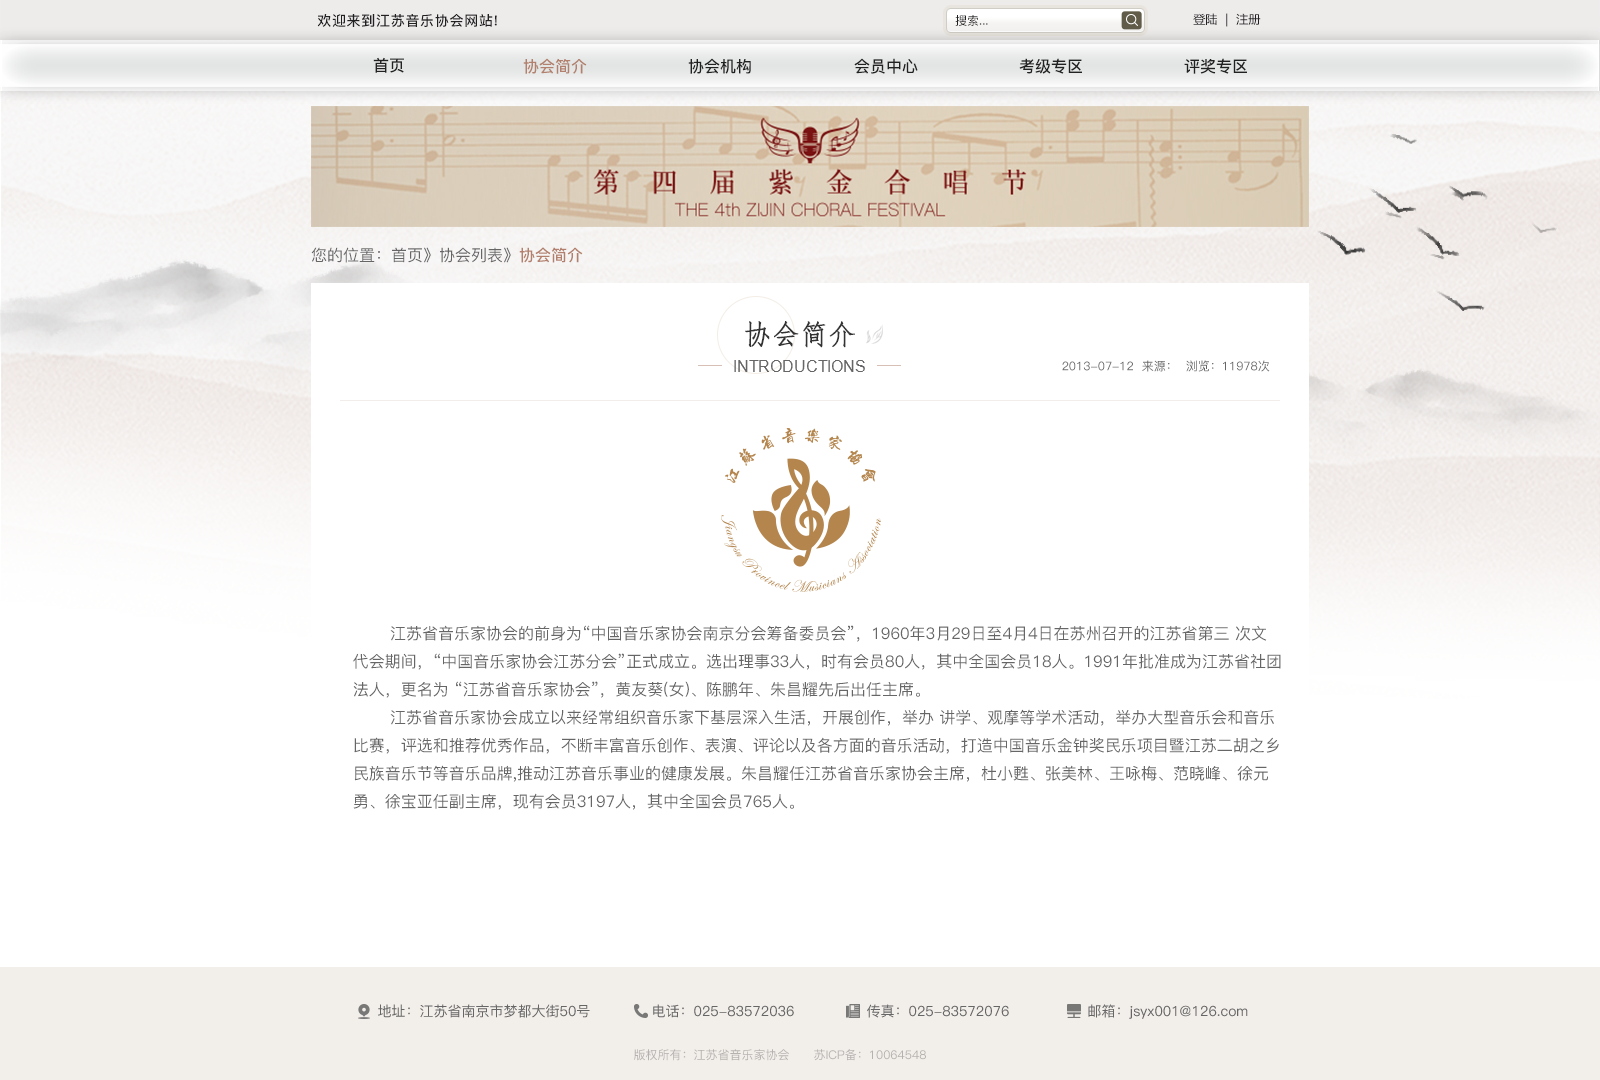 欢迎来到江苏音乐协会网站!
搜索...
登陆 | 注册
首页 协会简介 协会机构 会员中心 考级专区 评奖专区
第四届紫金合唱节
THE 4th ZIJIN CHORAL FESTIVAL
您的位置：首页》协会列表》协会简介
协会简介
INTRODUCTIONS
2013-07-12 来源： 浏览：11978次
江蘇省音樂家協會
Jiangsu Provincel Musicians Association
江苏省音乐家协会的前身为“中国音乐家协会南京分会筹备委员会”，1960年3月29日至4月4日在苏州召开的江苏省第三 次文
代会期间，“中国音乐家协会江苏分会”正式成立。选出理事33人，时有会员80人，其中全国会员18人。1991年批准成为江苏省社团
法人，更名为 “江苏省音乐家协会”，黄友葵(女)、陈鹏年、朱昌耀先后出任主席。
江苏省音乐家协会成立以来经常组织音乐家下基层深入生活，开展创作，举办 讲学、观摩等学术活动，举办大型音乐会和音乐
比赛，评选和推荐优秀作品，不断丰富音乐创作、表演、评论以及各方面的音乐活动，打造中国音乐金钟奖民乐项目暨江苏二胡之乡
民族音乐节等音乐品牌,推动江苏音乐事业的健康发展。朱昌耀任江苏省音乐家协会主席，杜小甦、张美林、王咏梅、范晓峰、徐元
勇、徐宝亚任副主席，现有会员3197人，其中全国会员765人。
地址：江苏省南京市梦都大街50号 电话：025-83572036 传真：025-83572076 邮箱：jsyx001@126.com
版权所有：江苏省音乐家协会 苏ICP备：10064548